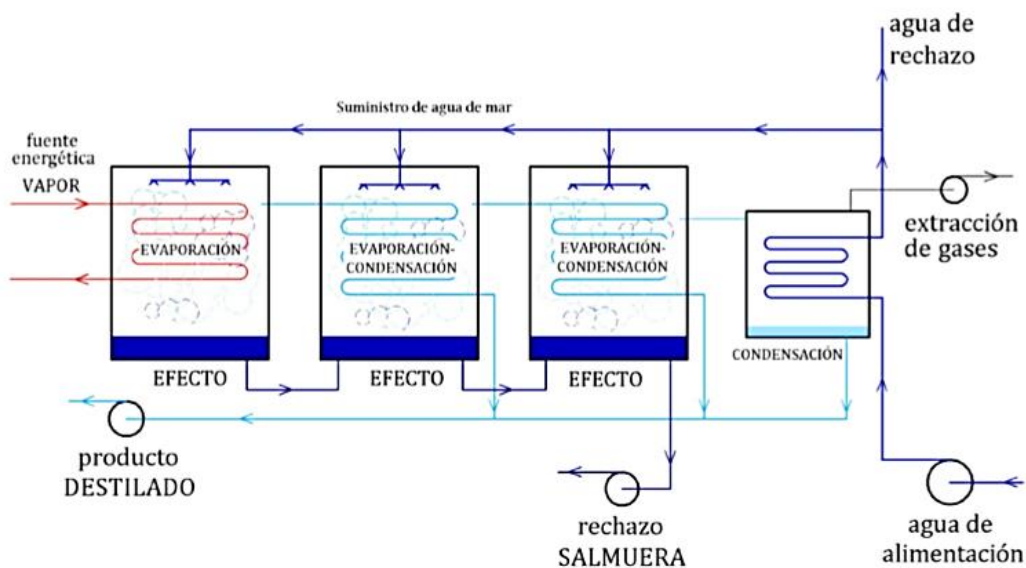 agua de
rechazo
Suministro de agua de mar
fuente
energética
VAPOR
EVAPORACIÓN
EVAPORACIÓN-
CONDENSACIÓN
EVAPORACIÓN-
CONDENSACIÓN
extracción
de gases
CONDENSACIÓN
EFECTO
EFECTO
EFECTO
producto
DESTILADO
rechazo
SALMUERA
agua de
alimentación